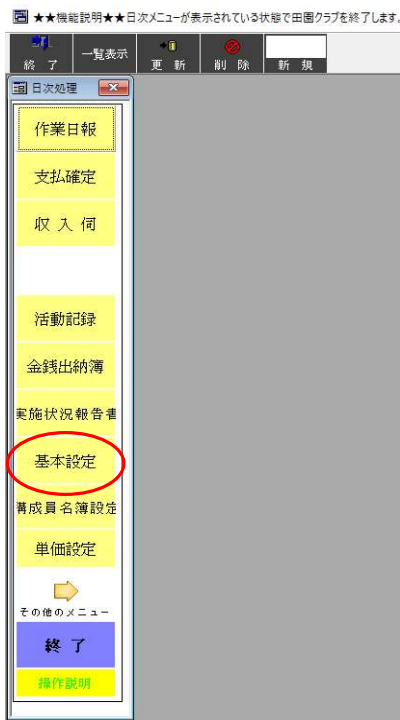 ★★機能説明★★日次メニューが表示されている状態で田園クラブを終了します。
終 了 一覧表示 更 新 削 除 新 規
日次処理
作業日報
支払確定
収 入 伺
活動記録
金銭出納簿
実施状況報告書
基本設定
構成員名簿設定
単価設定
その他のメニュー
終 了
操作説明